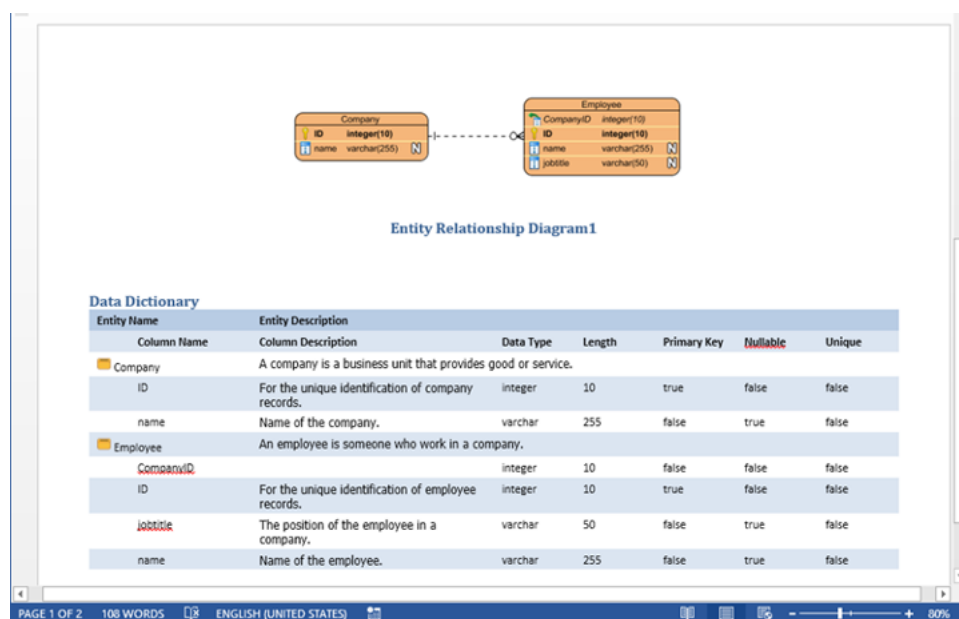 Company
ID integer(10)
name varchar(255) N
Employee
CompanyID integer(10)
ID integer(10)
name varchar(255) N
jobtitle varchar(50) N
Entity Relationship Diagram1
Data Dictionary
Entity Name Entity Description
Column Name Column Description Data Type Length Primary Key Nullable Unique
Company A company is a business unit that provides good or service.
ID For the unique identification of company integer 10 true false false
records.
name Name of the company. varchar 255 false true false
Employee An employee is someone who work in a company.
CompanyID integer 10 false false false
ID For the unique identification of employee integer 10 true false false
records.
jobtitle The position of the employee in a varchar 50 false true false
company.
name Name of the employee. varchar 255 false true false
PAGE 1 OF 2 108 WORDS ENGLISH (UNITED STATES) 80%